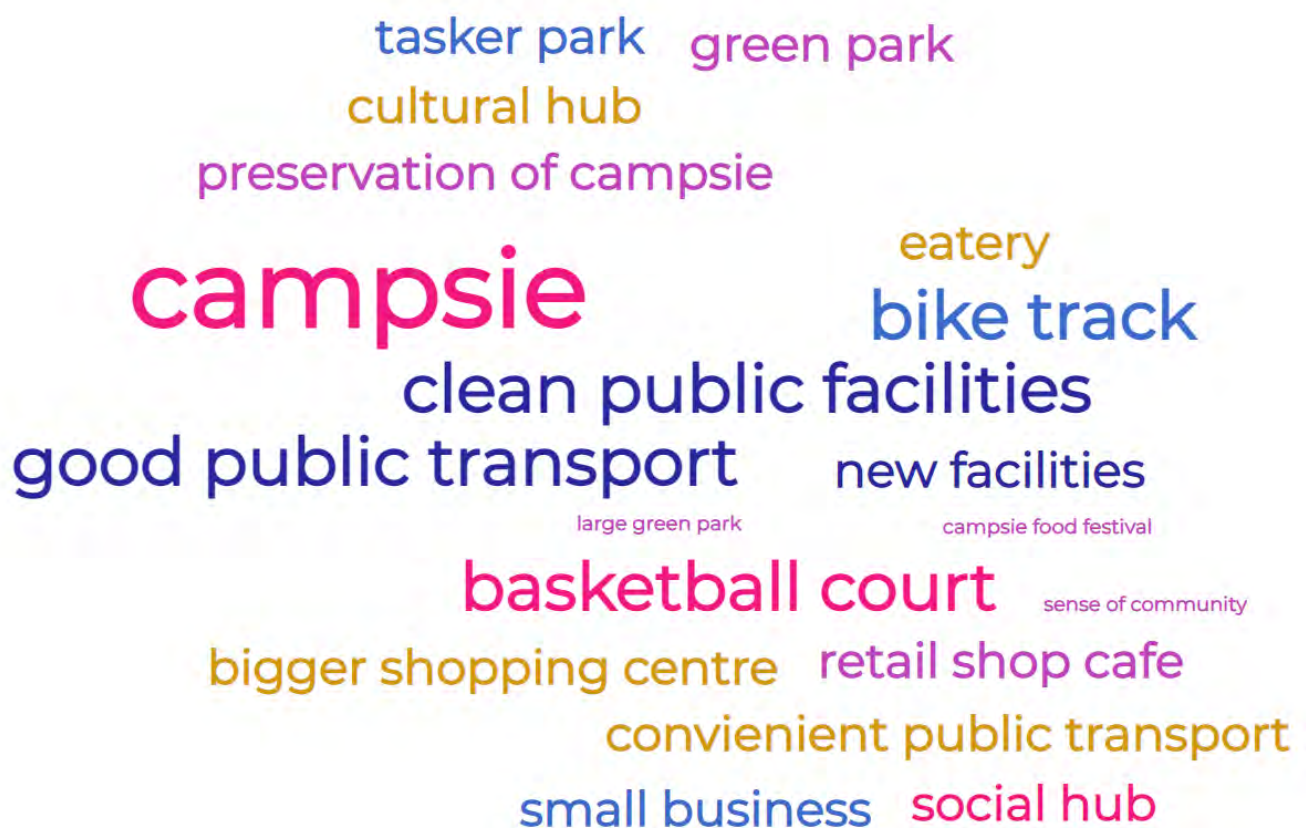 tasker park
green park
cultural hub
preservation of campsie
eatery
campsie
bike track
clean public facilities
good public transport
new facilities
large green park
campsie food festival
basketball court
sense of community
bigger shopping centre
retail shop cafe
convienient public transport
small business
social hub